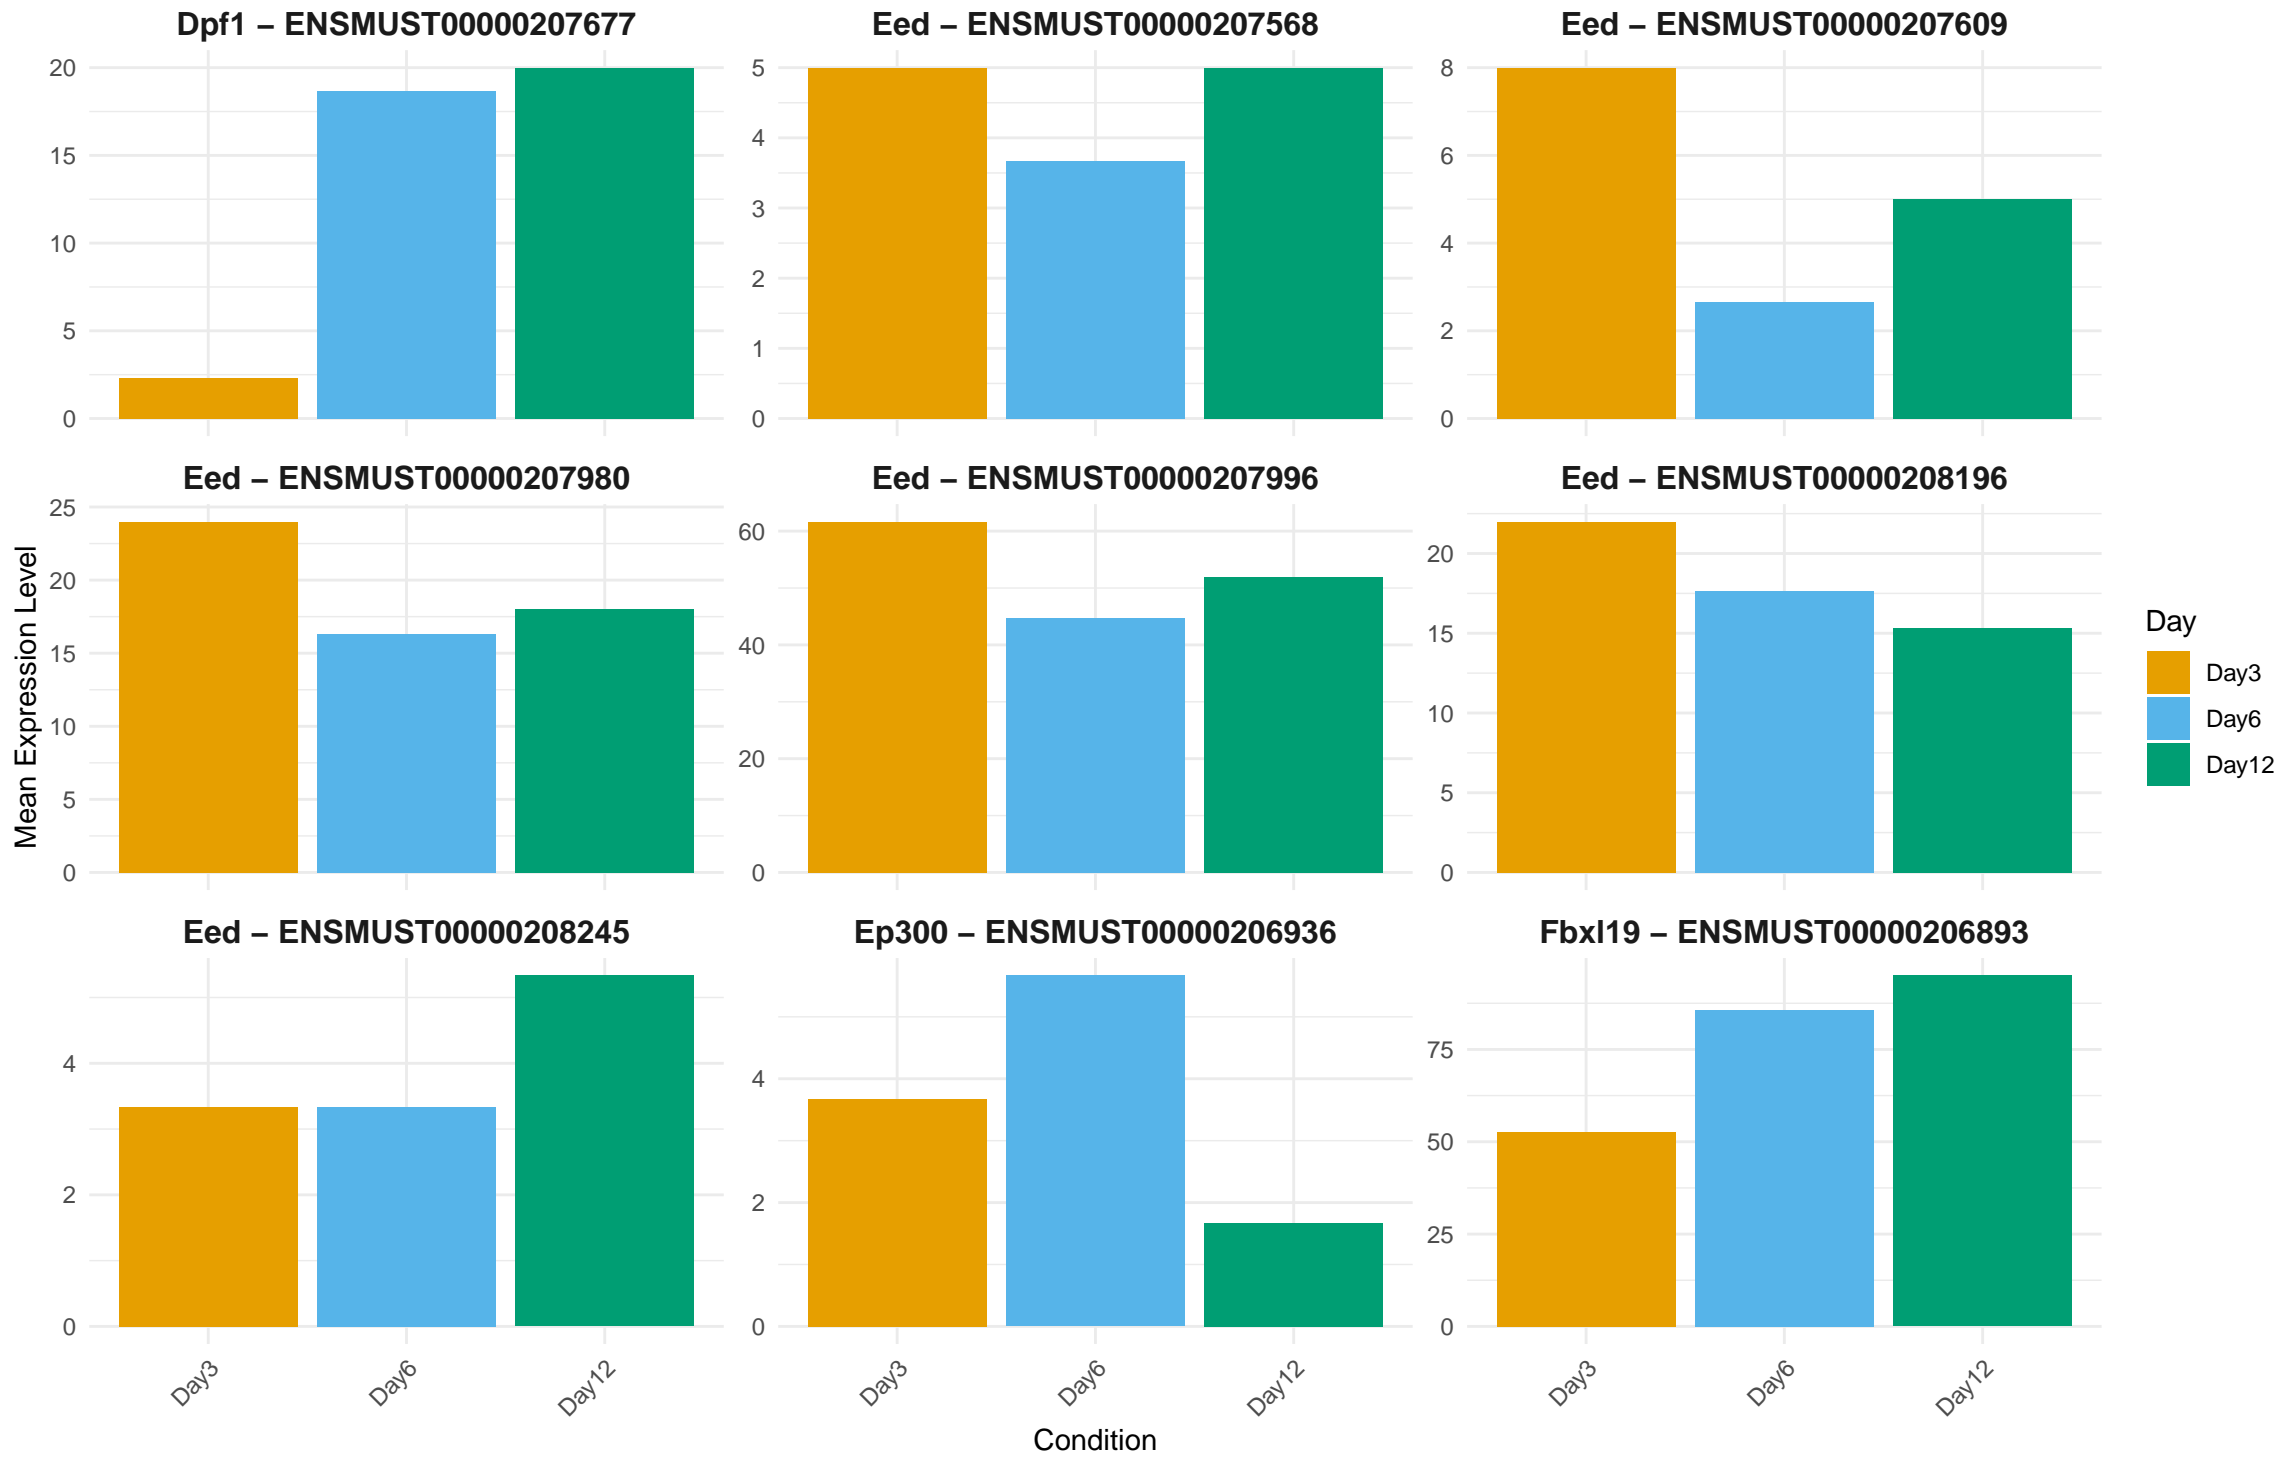 Dpf1 – ENSMUST00000207677
Eed – ENSMUST00000207568
Eed – ENSMUST00000207609
20
15
10
5
0
5
4
3
2
1
0
8
6
4
2
0
Eed – ENSMUST00000207980
Eed – ENSMUST00000207996
Eed – ENSMUST00000208196
25
20
15
10
5
0
60
40
20
0
20
15
10
5
0
Mean Expression Level
Eed – ENSMUST00000208245
Ep300 – ENSMUST00000206936
Fbxl19 – ENSMUST00000206893
4
2
0
4
2
0
75
50
25
0
Day3
Day6
Day12
Day3
Day6
Day12
Day3
Day6
Day12
Condition
Day
Day3
Day6
Day12